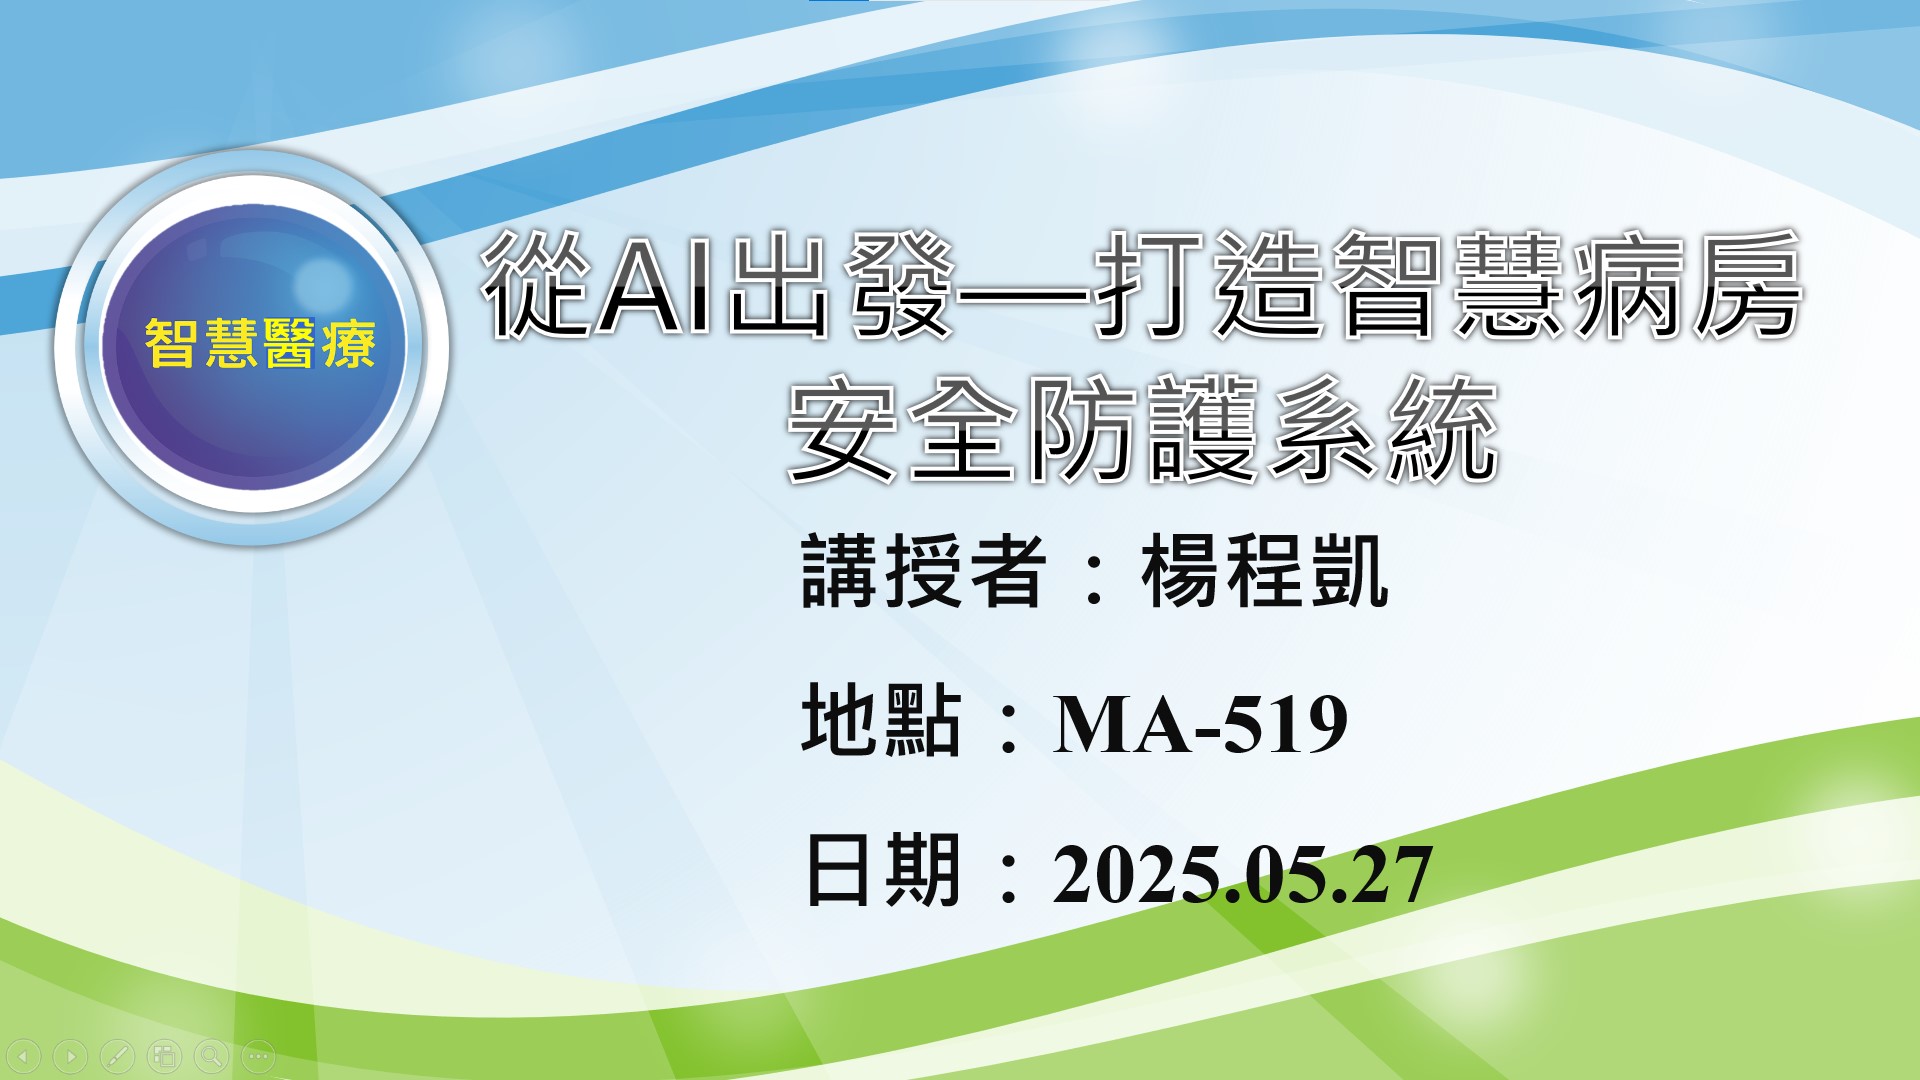 智慧醫療
從AI出發—打造智慧病房
安全防護系統
講授者：楊程凱
地點：MA-519
日期：2025.05.27